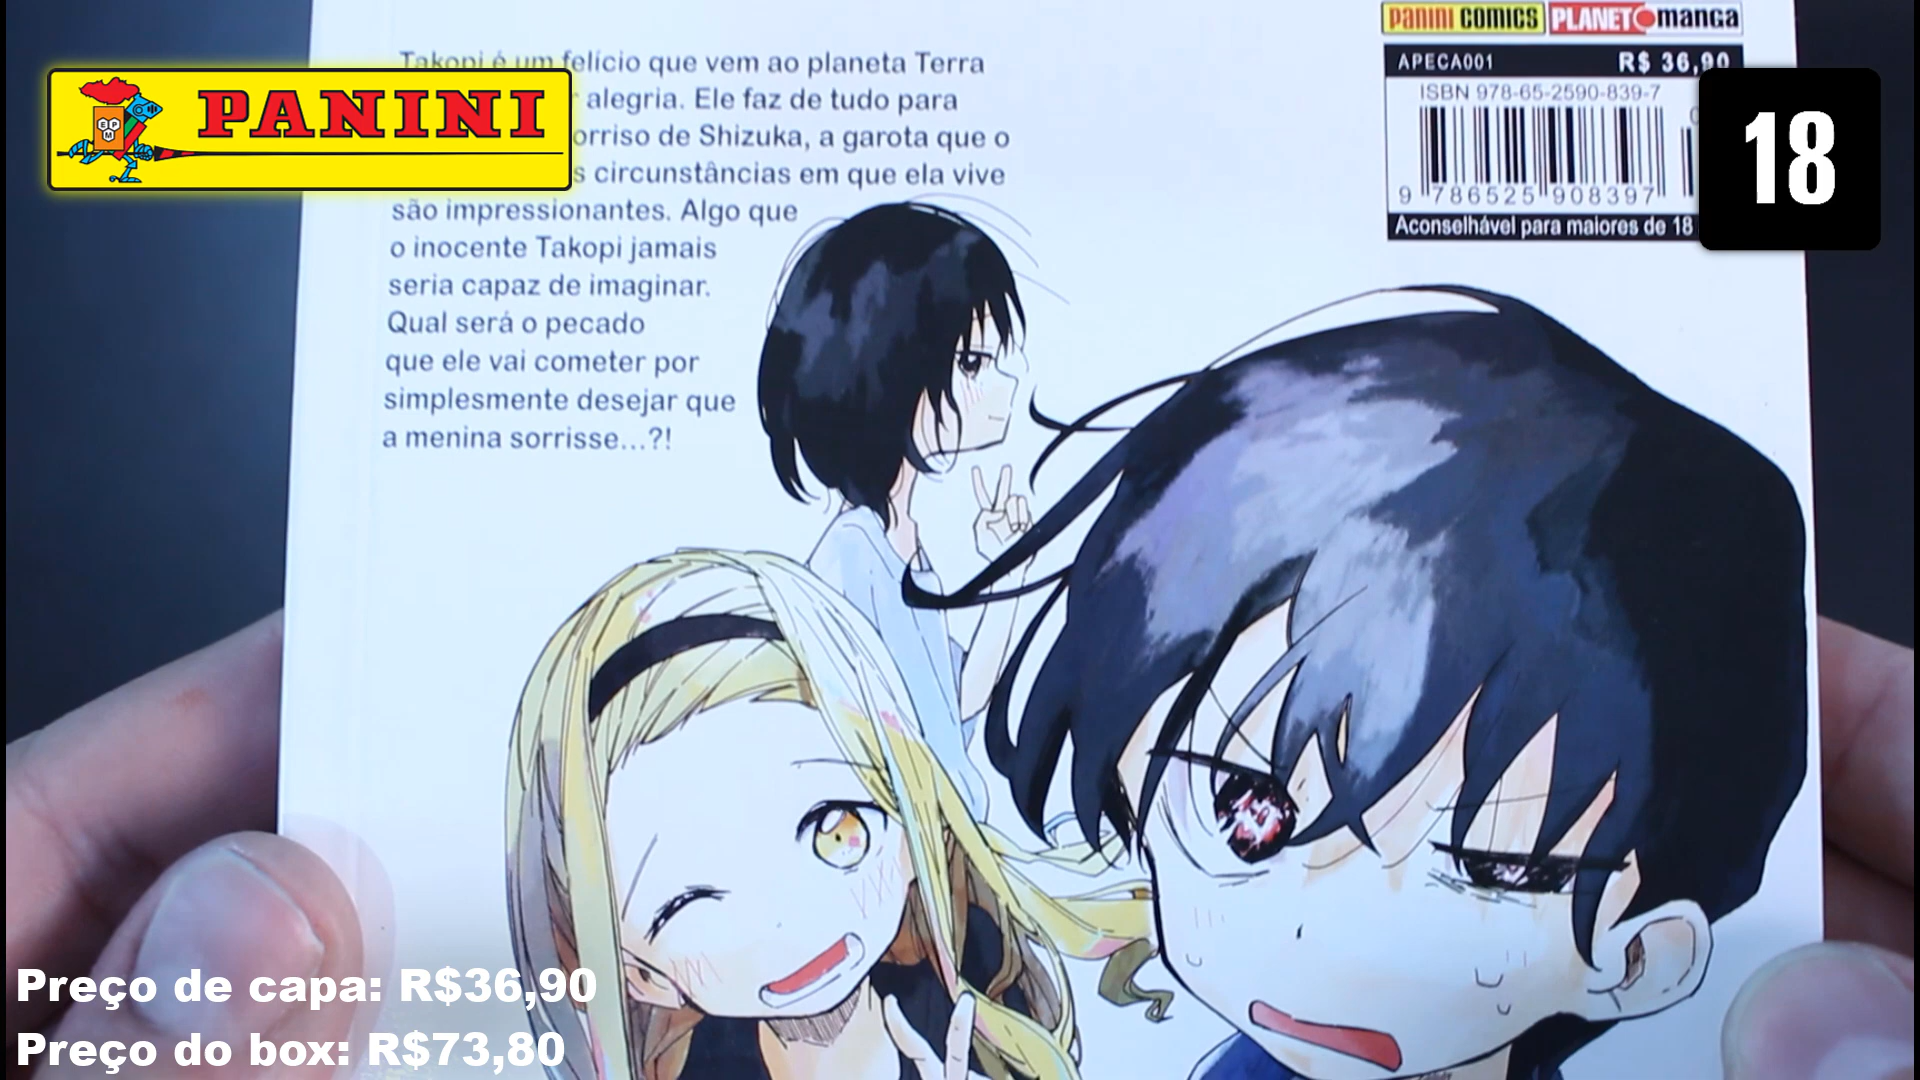 Takopi é um felício que vem ao planeta Terra
alegria. Ele faz de tudo para
orriso de Shizuka, a garota que o
s circunstâncias em que ela vive
são impressionantes. Algo que
o inocente Takopi jamais
seria capaz de imaginar.
Qual será o pecado
que ele vai cometer por
simplesmente desejar que
a menina sorrisse...?!
PANINI
EPM
PANINI COMICS PLANET manga
APECA001 R$ 36,90
ISBN 978-65-2590-839-7
9 786525 908397
Aconselhável para maiores de 18
18
Preço de capa: R$36,90
Preço do box: R$73,80